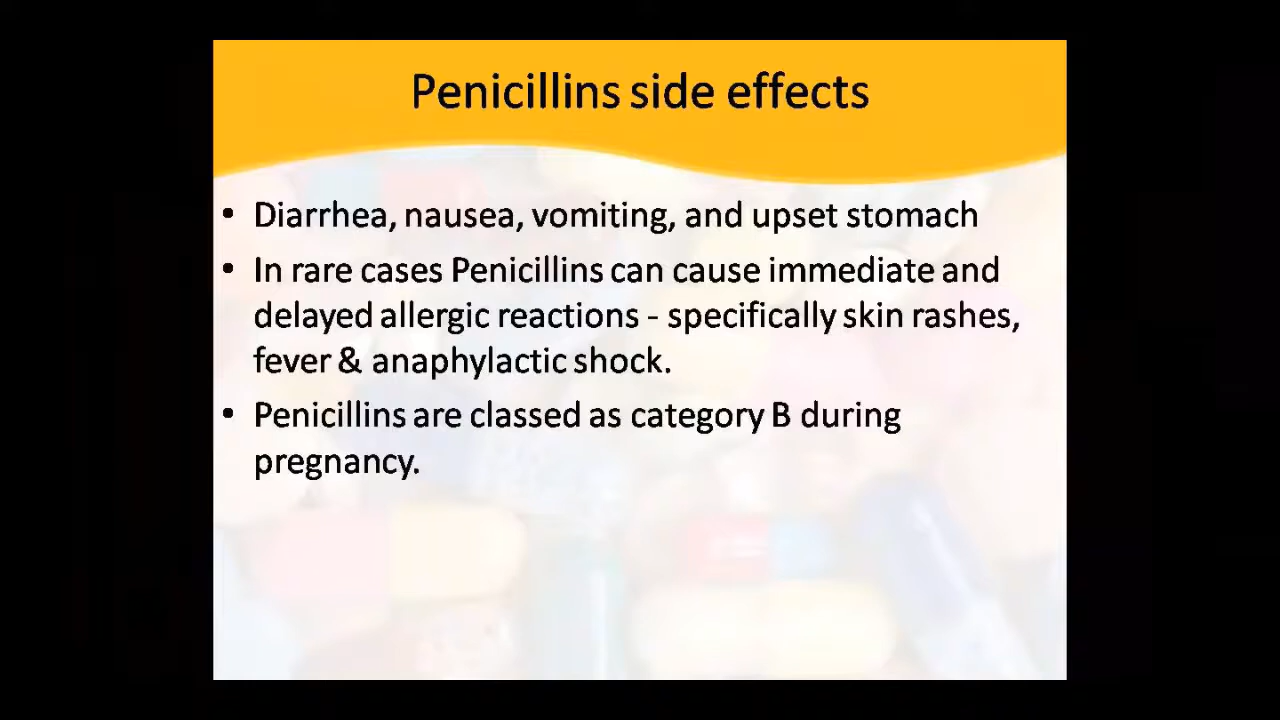 Penicillins side effects
• Diarrhea, nausea, vomiting, and upset stomach
• In rare cases Penicillins can cause immediate and
delayed allergic reactions - specifically skin rashes,
fever & anaphylactic shock.
• Penicillins are classed as category B during
pregnancy.